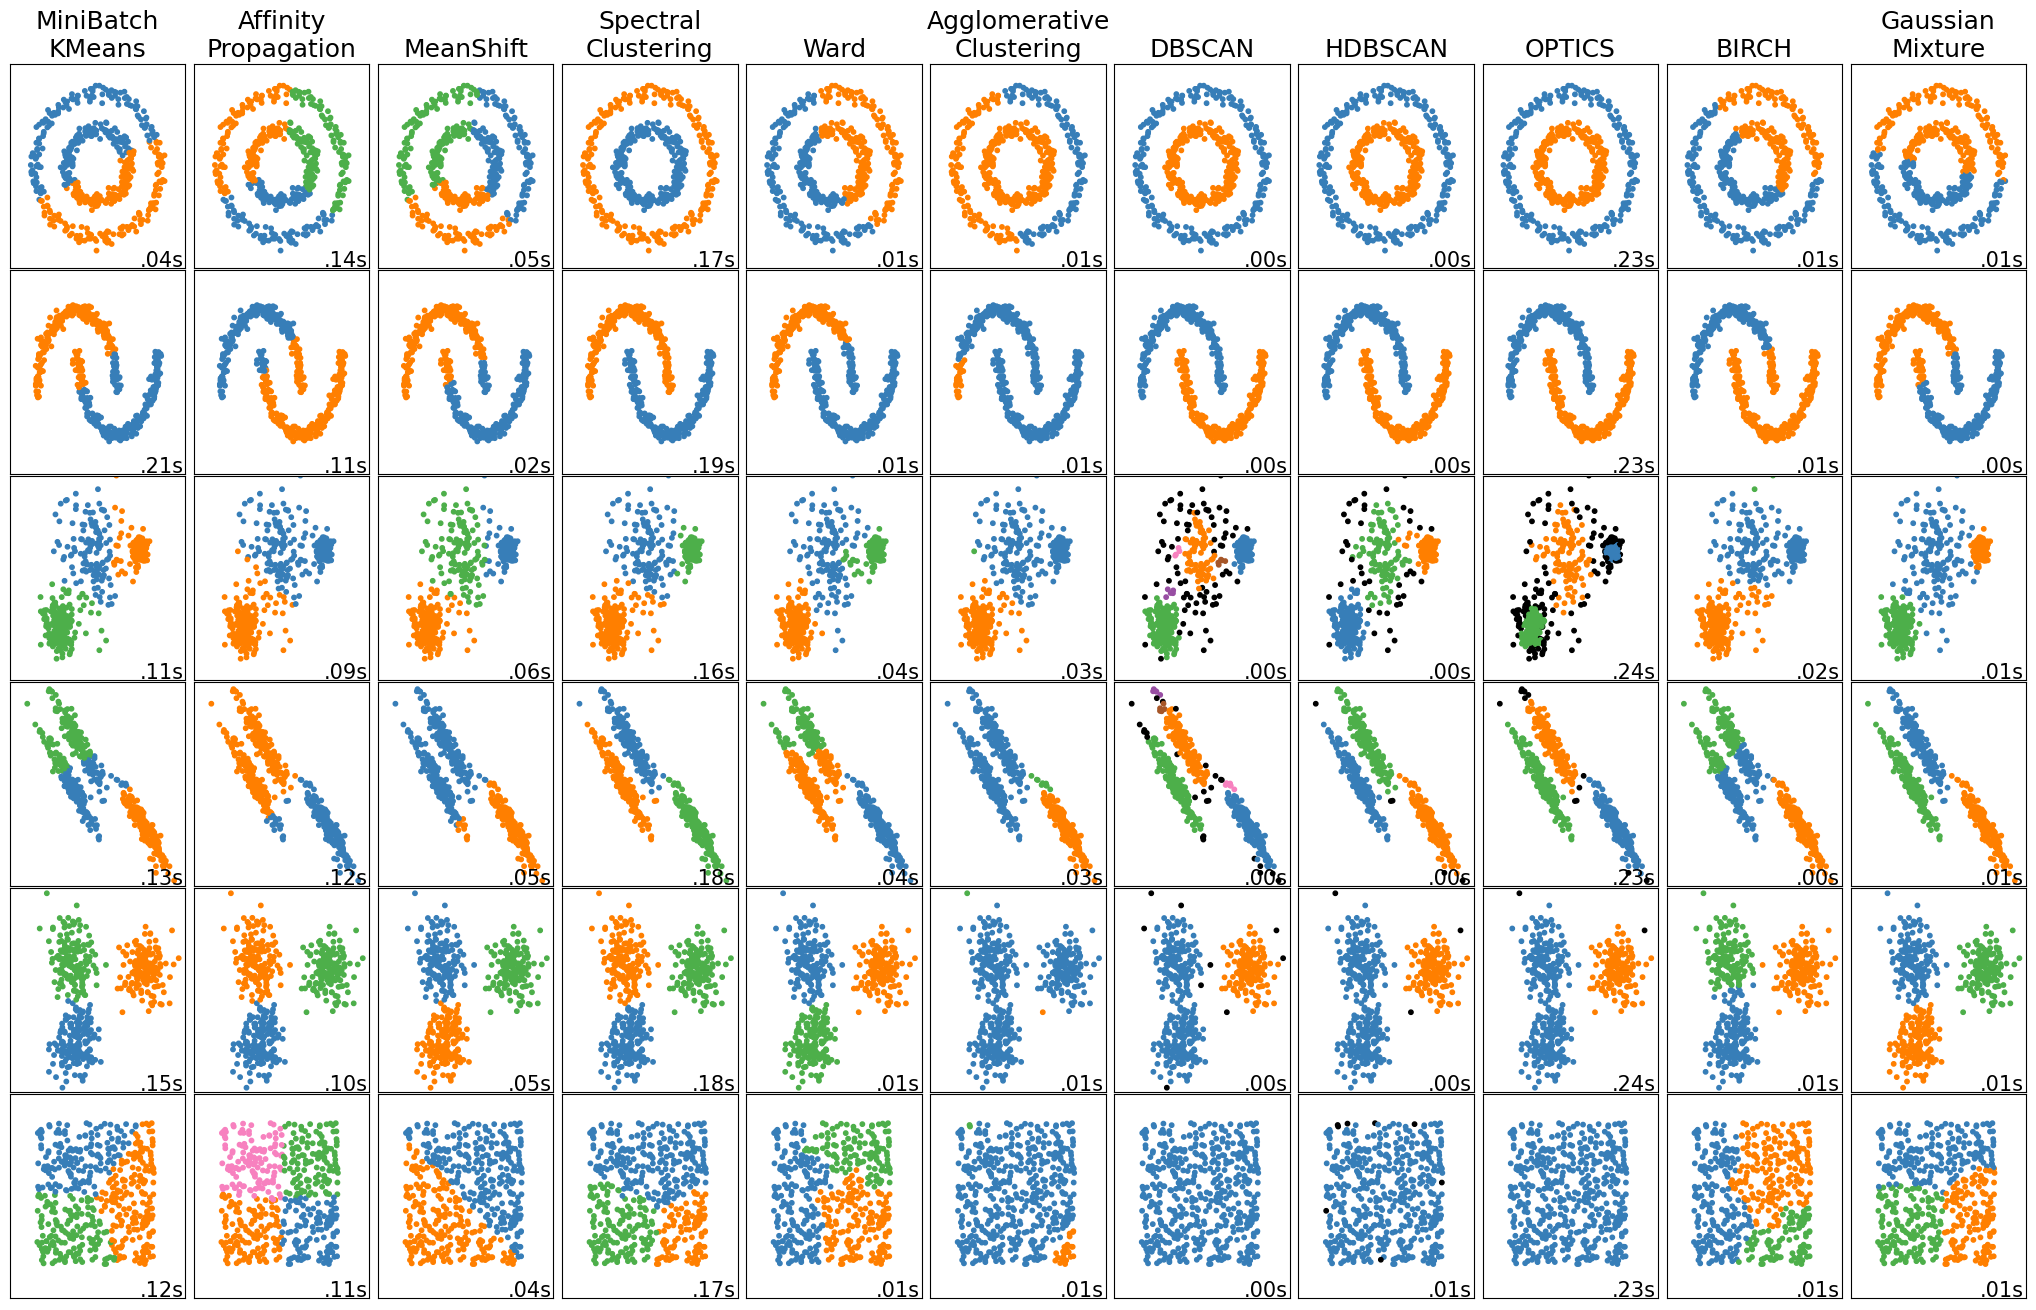 MiniBatch
KMeans
Affinity
Propagation
MeanShift
Spectral
Clustering
Ward
Agglomerative
Clustering
DBSCAN
HDBSCAN
OPTICS
BIRCH
Gaussian
Mixture
.04s
.14s
.05s
.17s
.01s
.01s
.00s
.00s
.23s
.01s
.01s
.21s
.11s
.02s
.19s
.01s
.01s
.00s
.00s
.23s
.01s
.00s
.11s
.09s
.06s
.16s
.04s
.03s
.00s
.00s
.24s
.02s
.01s
.13s
.12s
.05s
.18s
.04s
.03s
.00s
.00s
.23s
.00s
.01s
.15s
.10s
.05s
.18s
.01s
.01s
.00s
.00s
.24s
.01s
.01s
.12s
.11s
.04s
.17s
.01s
.01s
.00s
.01s
.23s
.01s
.01s